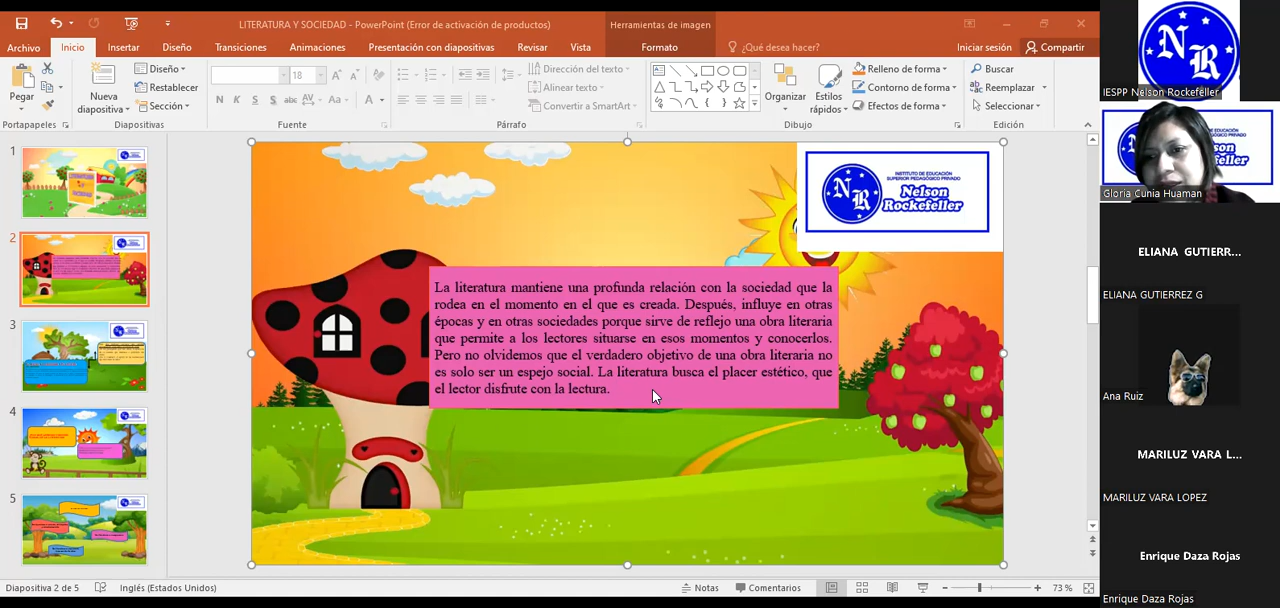 LITERATURA Y SOCIEDAD - PowerPoint (Error de activación de productos)
Herramientas de imagen
Archivo
Inicio
Insertar
Diseño
Transiciones
Animaciones
Presentación con diapositivas
Revisar
Vista
Formato
¿Qué desea hacer?
Iniciar sesión
Compartir
Pegar
Nueva diapositiva
Diseño
Restablecer
Sección
18
N K S S abc AV Aa A
Dirección del texto
Alinear texto
Convertir a SmartArt
Organizar
Estilos rápidos
Relleno de forma
Contorno de forma
Efectos de forma
Buscar
Reemplazar
Seleccionar
Portapapeles
Diapositivas
Fuente
Párrafo
Dibujo
Edición
1
2
3
4
5
INSTITUTO DE EDUCACIÓN
SUPERIOR PEDAGÓGICO PRIVADO
N R
Nelson
Rockefeller
La literatura mantiene una profunda relación con la sociedad que la
rodea en el momento en el que es creada. Después, influye en otras
épocas y en otras sociedades porque sirve de reflejo una obra literaria
que permite a los lectores situarse en esos momentos y conocerlos.
Pero no olvidemos que el verdadero objetivo de una obra literaria no
es solo ser un espejo social. La literatura busca el placer estético, que
el lector disfrute con la lectura.
Diapositiva 2 de 5
Inglés (Estados Unidos)
Notas
Comentarios
73 %
N R
IESPP Nelson Rockefeller
Gloria Cunia Huaman
ELIANA GUTIERR...
ELIANA GUTIERREZ G
Ana Ruiz
MARILUZ VARA L...
MARILUZ VARA LOPEZ
Enrique Daza Rojas
Enrique Daza Rojas